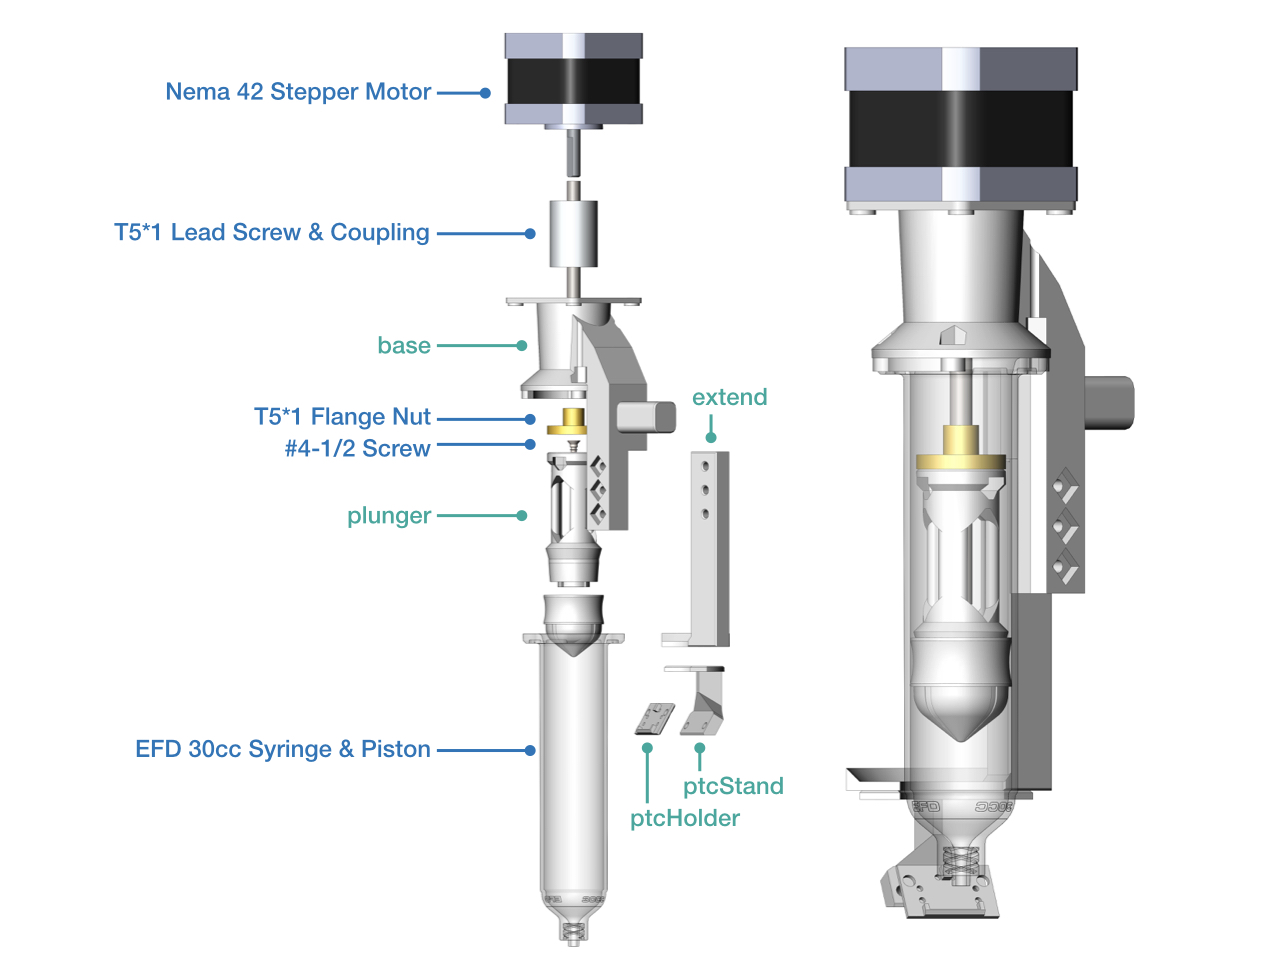 Nema 42 Stepper Motor
T5*1 Lead Screw & Coupling
base
extend
T5*1 Flange Nut
#4-1/2 Screw
plunger
EFD 30cc Syringe & Piston
ptcStand
ptcHolder
EFD